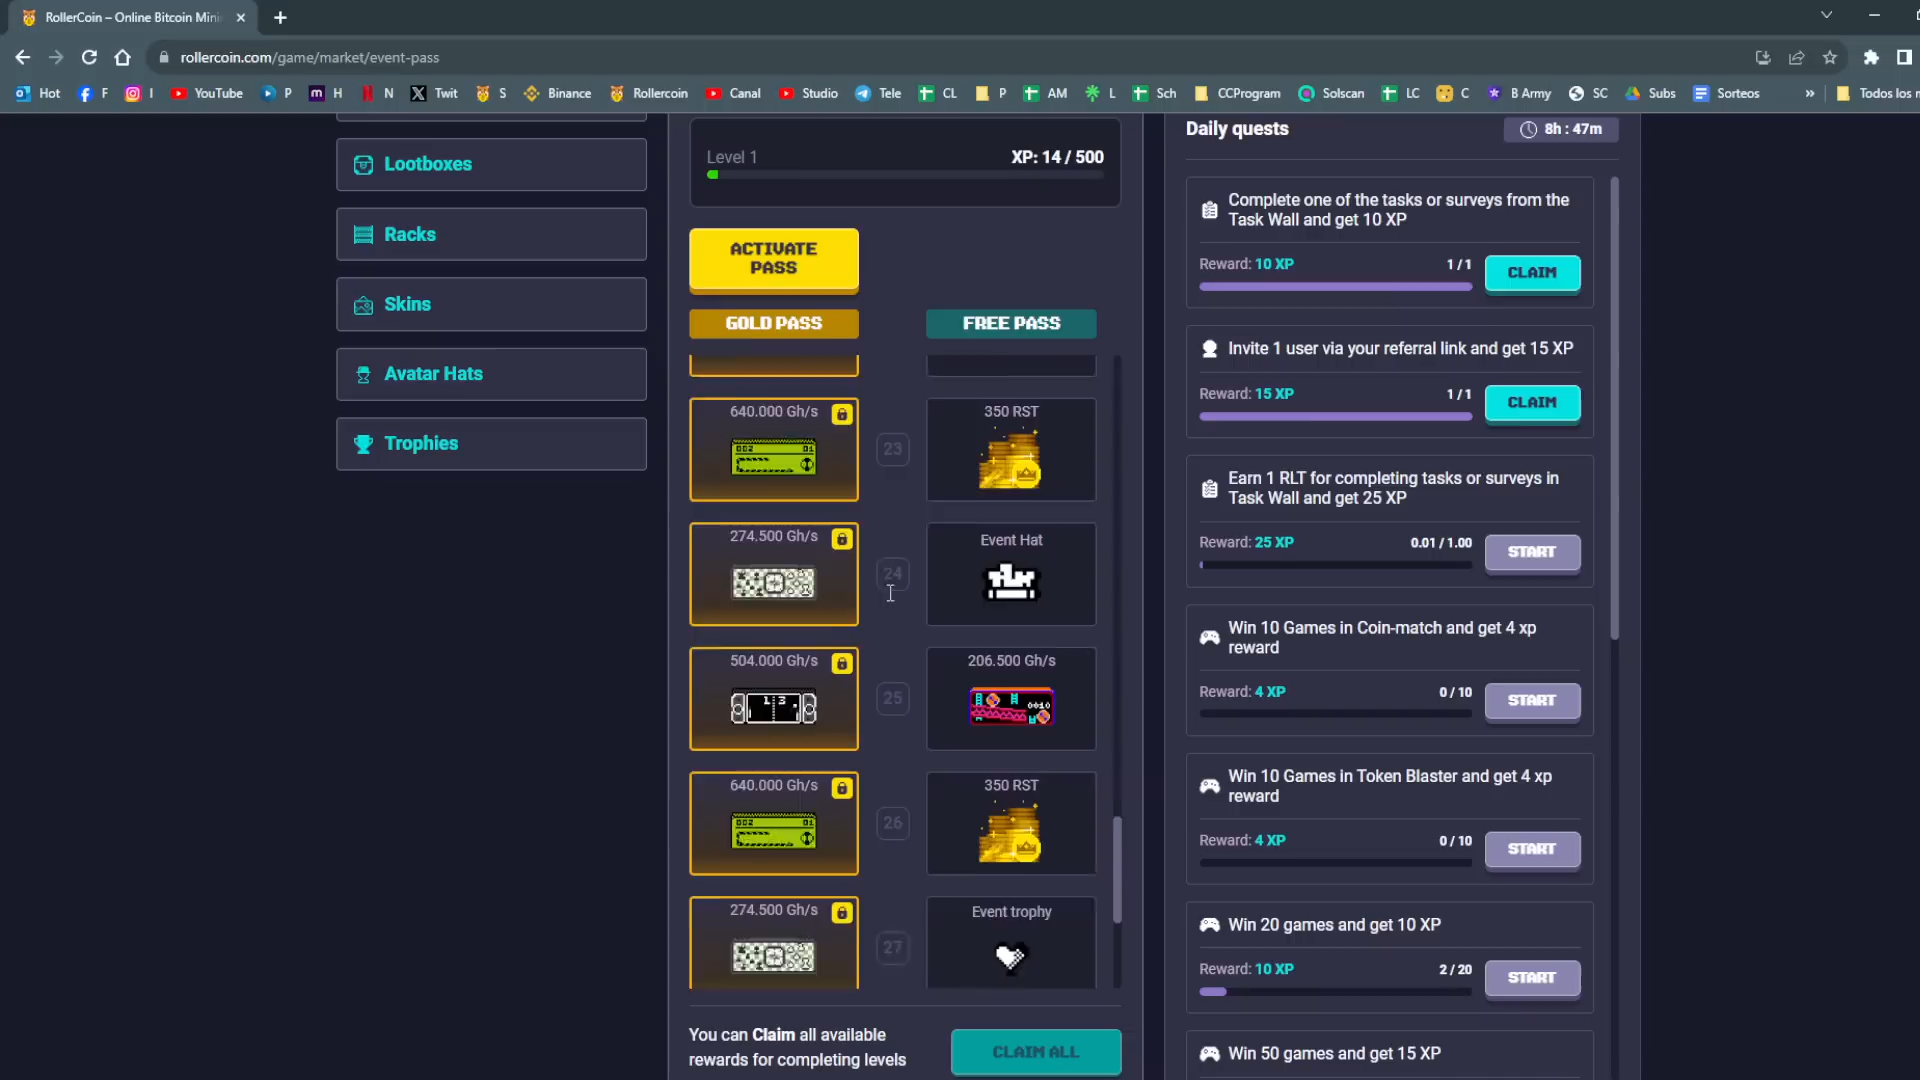 RollerCoin – Online Bitcoin Mini
rollercoin.com/game/market/event-pass
Hot
F
I
YouTube
P
H
N
Twit
S
Binance
Rollercoin
Canal
Studio
Tele
CL
P
AM
L
Sch
CCProgram
Solscan
LC
C
B Army
SC
Subs
Sorteos
»
Todos los
Lootboxes
Racks
Skins
Avatar Hats
Trophies
Level 1
XP: 14 / 500
ACTIVATE
PASS
GOLD PASS
FREE PASS
640.000 Gh/s
23
350 RST
274.500 Gh/s
24
Event Hat
504.000 Gh/s
25
206.500 Gh/s
640.000 Gh/s
26
350 RST
274.500 Gh/s
27
Event trophy
You can Claim all available
rewards for completing levels
CLAIM ALL
Daily quests
8h : 47m
Complete one of the tasks or surveys from the
Task Wall and get 10 XP
Reward: 10 XP
1 / 1
CLAIM
Invite 1 user via your referral link and get 15 XP
Reward: 15 XP
1 / 1
CLAIM
Earn 1 RLT for completing tasks or surveys in
Task Wall and get 25 XP
Reward: 25 XP
0.01 / 1.00
START
Win 10 Games in Coin-match and get 4 xp
reward
Reward: 4 XP
0 / 10
START
Win 10 Games in Token Blaster and get 4 xp
reward
Reward: 4 XP
0 / 10
START
Win 20 games and get 10 XP
Reward: 10 XP
2 / 20
START
Win 50 games and get 15 XP